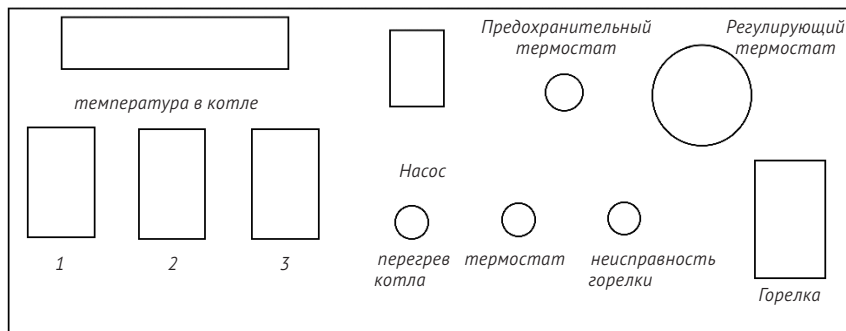 Предохранительный
термостат
Регулирующий
термостат
температура в котле
Насос
1
2
3
перегрев
котла
термостат
неисправность
горелки
Горелка